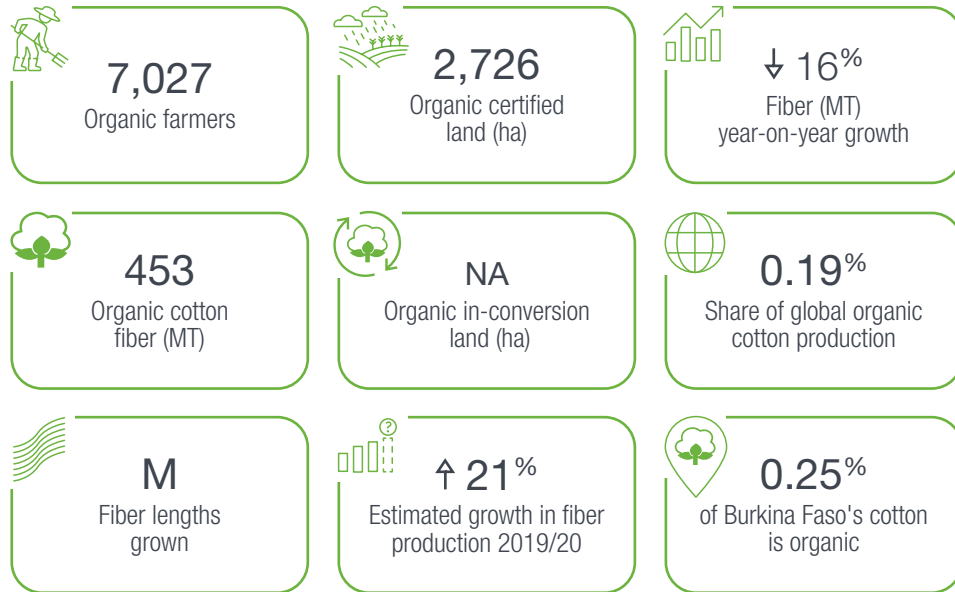 7,027
Organic farmers
2,726
Organic certified
land (ha)
↓ 16%
Fiber (MT)
year-on-year growth
453
Organic cotton
fiber (MT)
NA
Organic in-conversion
land (ha)
0.19%
Share of global organic
cotton production
M
Fiber lengths
grown
?
↑ 21%
Estimated growth in fiber
production 2019/20
0.25%
of Burkina Faso's cotton
is organic